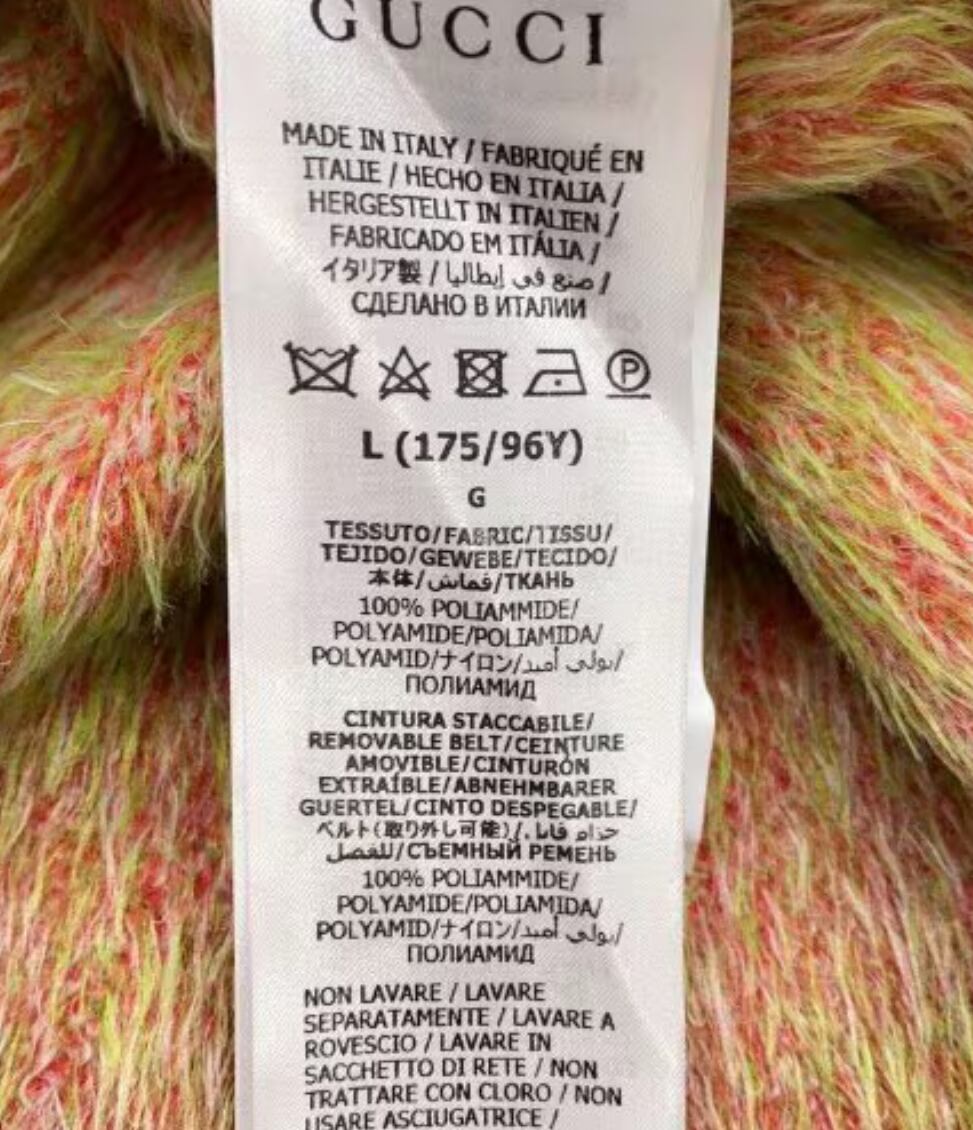 GUCCI
MADE IN ITALY / FABRIQUÉ EN
ITALIE / HECHO EN ITALIA /
HERGESTELLT IN ITALIEN /
FABRICADO EM ITÁLIA /
イタリア製 / صنع في إيطاليا /
СДЕЛАНО В ИТАЛИИ
P
L (175/96Y)
G
TESSUTO/FABRIC/TISSU/
TEJIDO/GEWEBE/TECIDO/
本体/قماش/ТКАНЬ
100% POLIAMMIDE/
POLYAMIDE/POLIAMIDA/
POLYAMID/ナイロン/بولي أميد/
ПОЛИАМИД
CINTURA STACCABILE/
REMOVABLE BELT/CEINTURE
AMOVIBLE/CINTURÓN
EXTRAÍBLE/ABNEHMBARER
GUERTEL/CINTO DESPEGABLE/
ベルト(取り外し可能)/حزام قابل
للفصل/СЪЕМНЫЙ РЕМЕНЬ
100% POLIAMMIDE/
POLYAMIDE/POLIAMIDA/
POLYAMID/ナイロン/بولي أميد/
ПОЛИАМИД
NON LAVARE / LAVARE
SEPARATAMENTE / LAVARE A
ROVESCIO / LAVARE IN
SACCHETTO DI RETE / NON
TRATTARE CON CLORO / NON
USARE ASCIUGATRICE /